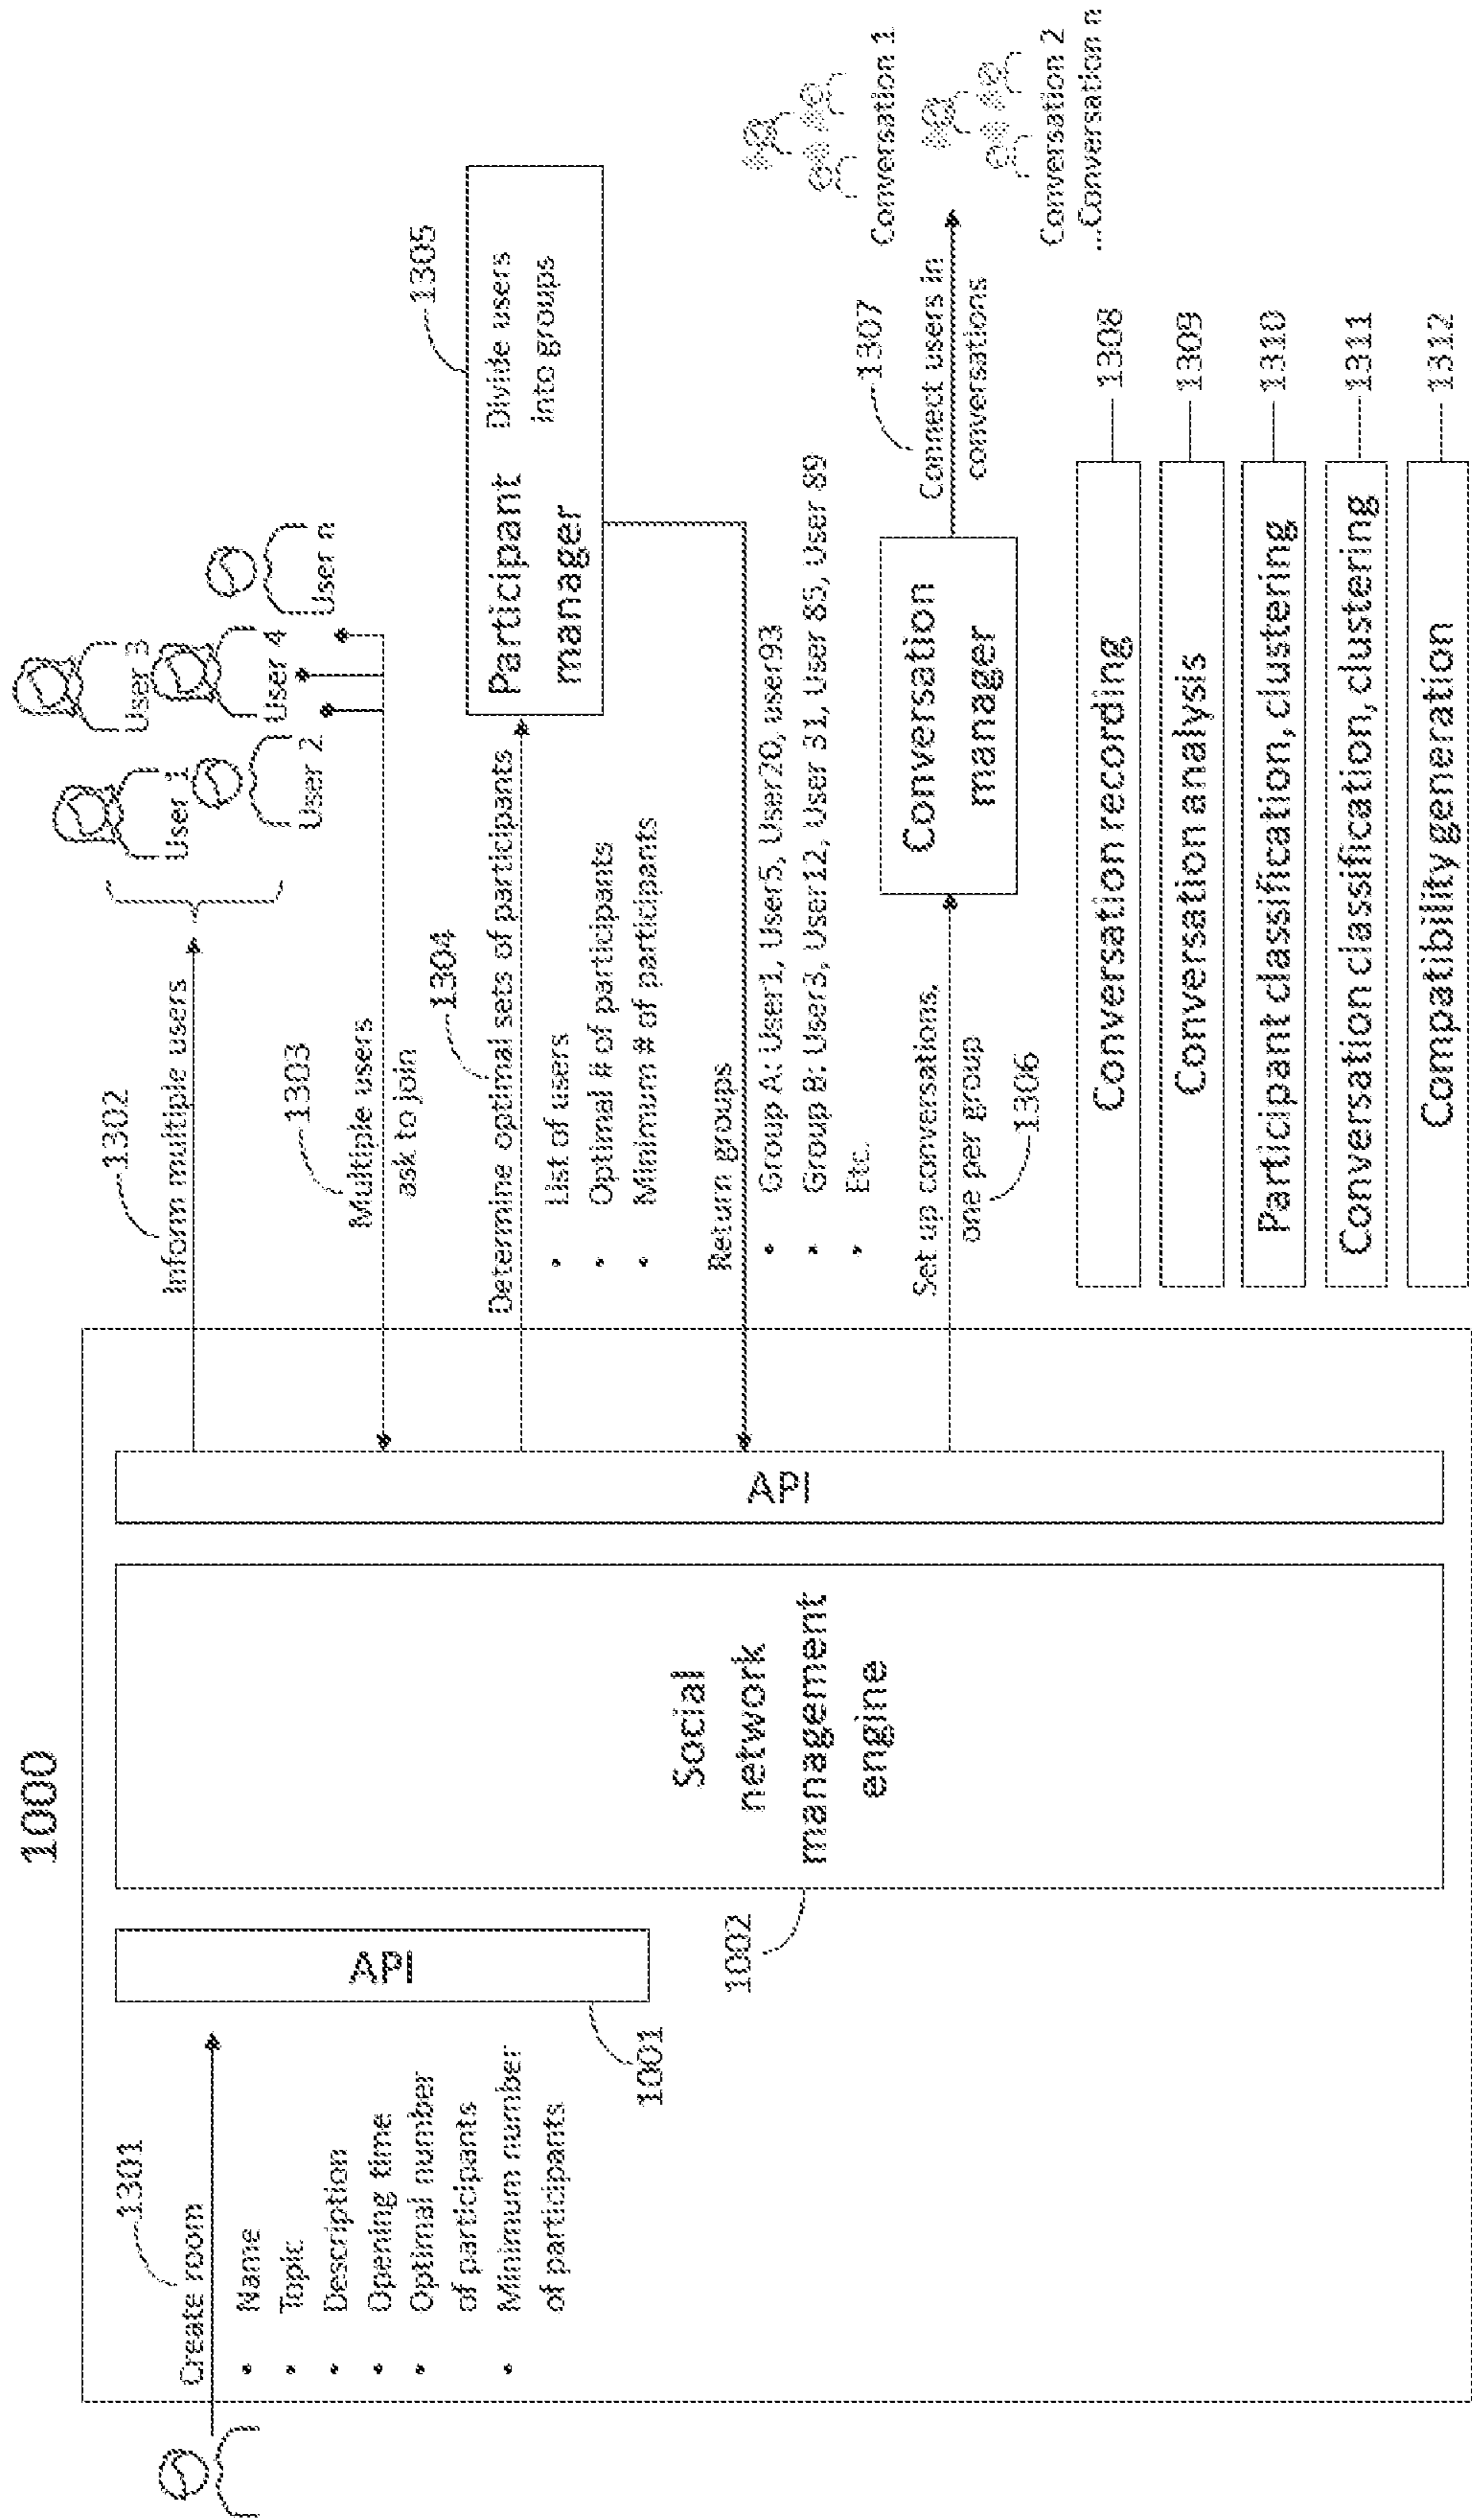 1000
1301
Create room
• Name
• Topic
• Description
• Opening time
• Optimal number
of participants
• Minimum number
of participants
API
1001
Social
network
management
engine
1002
API
1302
Inform multiple users
User 1
User 2
User 3
User 4
User n
1303
Multiple users
ask to join
1304
Determine optimal sets of participants
• List of users
• Optimal # of participants
• Minimum # of participants
1305
Participant
manager
Divide users
into groups
Return groups
• Group A: User1, User5, User20, user93
• Group B: User3, User12, User 31, User 85, User 89
• Etc.
Set up conversations,
one per group
1306
Conversation
manager
1307
Connect users in
conversations
Conversation 1
Conversation 2
...Conversation n
Conversation recording
1308
Conversation analysis
1309
Participant classification, clustering
1310
Conversation classification, clustering
1311
Compatibility generation
1312